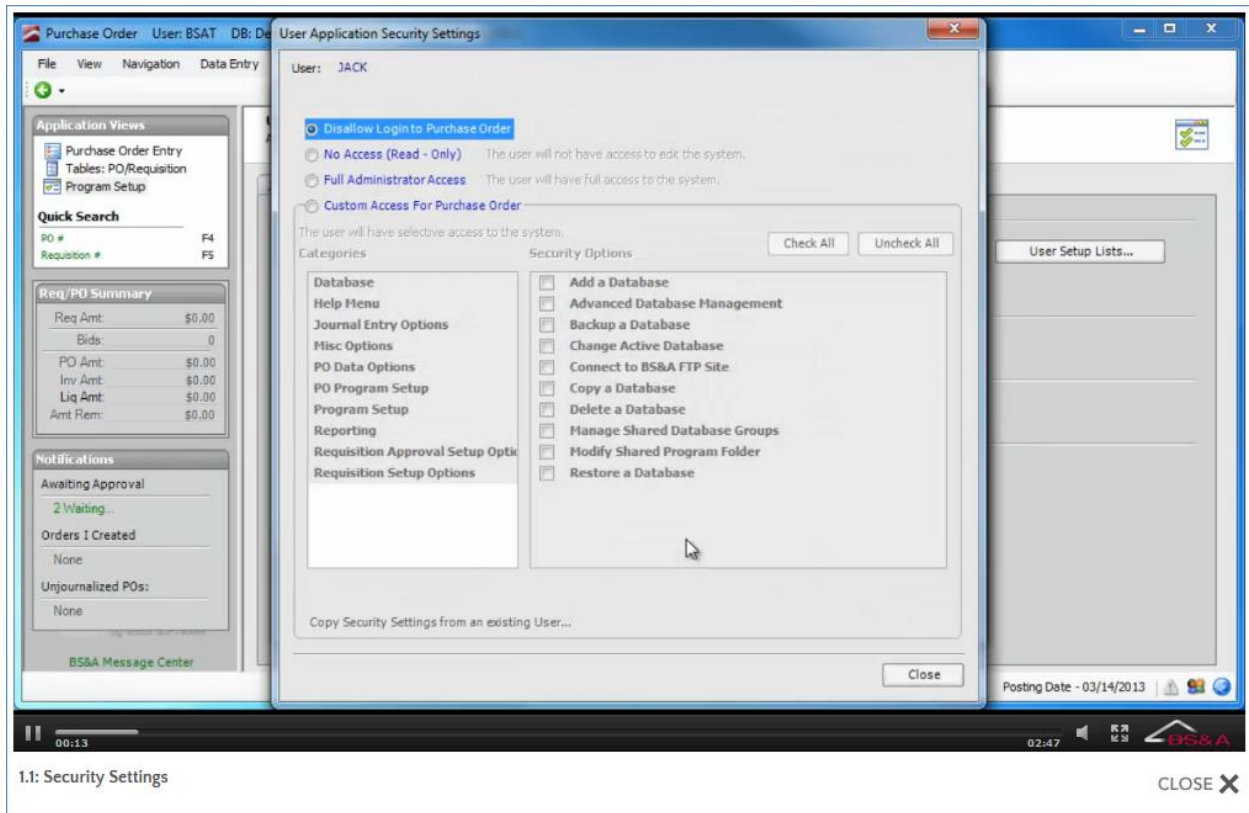 Purchase Order User: BSAT DB: De
User Application Security Settings
File View Navigation Data Entry
User: JACK
Application Views
Purchase Order Entry
Tables: PO/Requisition
Program Setup
Quick Search
PO # F4
Requisition # F5
Req/PO Summary
Req Amt: $0.00
Bids: 0
PO Amt: $0.00
Inv Amt: $0.00
Liq Amt: $0.00
Amt Rem: $0.00
Notifications
Awaiting Approval
2 Waiting...
Orders I Created
None
Unjournalized POs:
None
BS&A Message Center
Disallow Login to Purchase Order
No Access (Read - Only) The user will not have access to edit the system.
Full Administrator Access The user will have full access to the system.
Custom Access For Purchase Order
The user will have selective access to the system.
Check All Uncheck All
Categories Security Options
Database
Help Menu
Journal Entry Options
Misc Options
PO Data Options
PO Program Setup
Program Setup
Reporting
Requisition Approval Setup Optic
Requisition Setup Options
Add a Database
Advanced Database Management
Backup a Database
Change Active Database
Connect to BS&A FTP Site
Copy a Database
Delete a Database
Manage Shared Database Groups
Modify Shared Program Folder
Restore a Database
Copy Security Settings from an existing User...
Close
User Setup Lists...
Posting Date - 03/14/2013
00:13
02:47
BS&A
1.1: Security Settings
CLOSE X